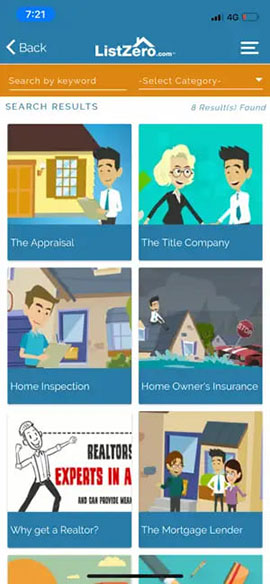 7:21
4G
Back
ListZero.com
Search by keyword
-Select Category-
SEARCH RESULTS
8 Result(s) Found
The Appraisal
The Title Company
STOP
Home Inspection
Home Owner's Insurance
REALTORS
EXPERTS IN A
AND CAN PROVIDE MEA
Why get a Realtor?
The Mortgage Lender